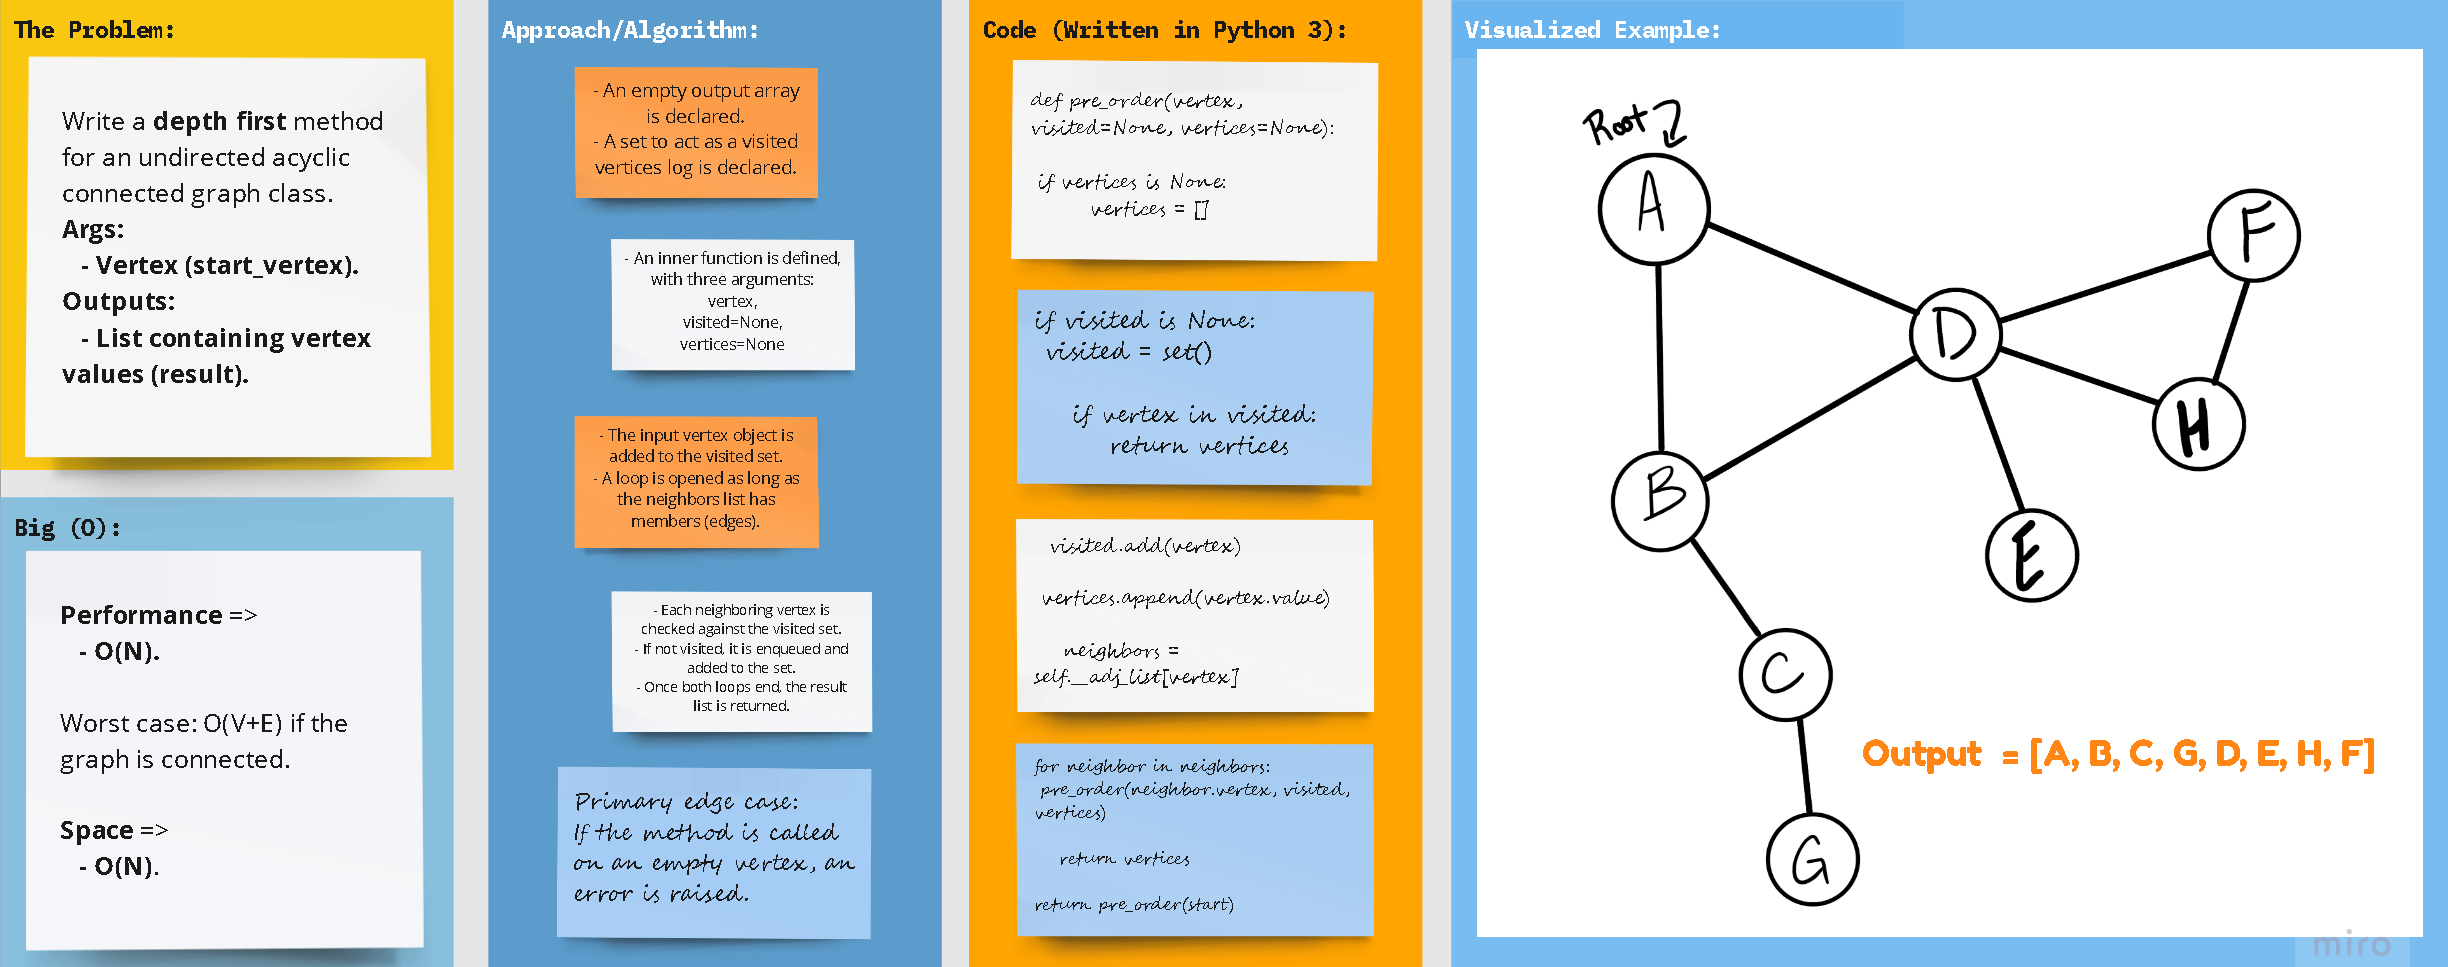 The Problem:
Write a depth first method
for an undirected acyclic
connected graph class.
Args:
- Vertex (start_vertex).
Outputs:
- List containing vertex
values (result).
Big (O):
Performance =>
- O(N).
Worst case: O(V+E) if the
graph is connected.
Space =>
- O(N).
Approach/Algorithm:
- An empty output array
is declared.
- A set to act as a visited
vertices log is declared.
- An inner function is defined,
with three arguments:
vertex,
visited=None,
vertices=None
- The input vertex object is
added to the visited set.
- A loop is opened as long as
the neighbors list has
members (edges).
- Each neighboring vertex is
checked against the visited set.
- If not visited, it is enqueued and
added to the set.
- Once both loops end, the result
list is returned.
Primary edge case:
If the method is called
on an empty vertex, an
error is raised.
Code (Written in Python 3):
def pre_order(vertex,
visited=None, vertices=None):
if vertices is None:
vertices = []
if visited is None:
visited = set()
if vertex in visited:
return vertices
visited.add(vertex)
vertices.append(vertex.value)
neighbors =
self.__adj_list[vertex]
for neighbor in neighbors:
pre_order(neighbor.vertex, visited,
vertices)
return vertices
return pre_order(start)
Visualized Example:
Root
A
F
D
H
B
E
C
Output = [A, B, C, G, D, E, H, F]
G
miro